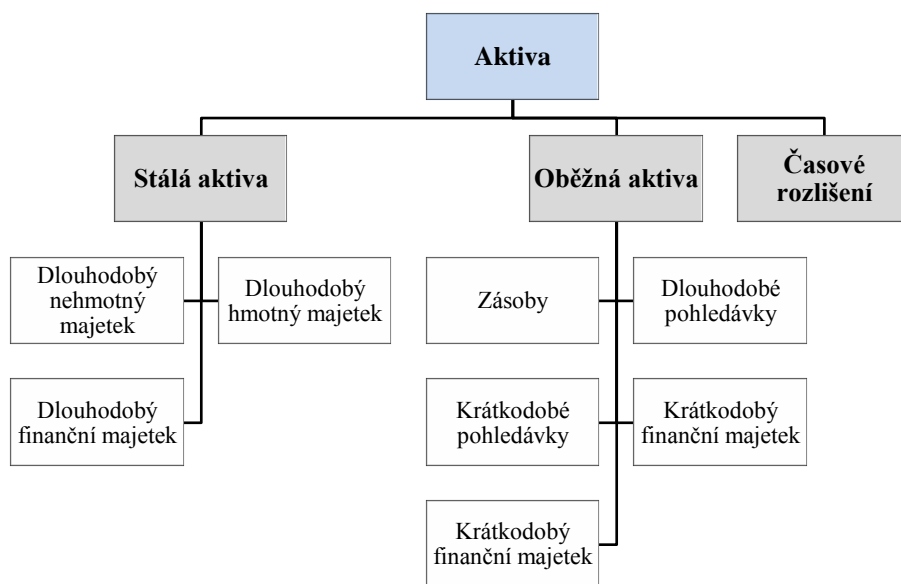 Aktiva
Stálá aktiva
Oběžná aktiva
Časové
rozlišení
Dlouhodobý
nehmotný
majetek
Dlouhodobý
hmotný majetek
Zásoby
Dlouhodobé
pohledávky
Dlouhodobý
finanční majetek
Krátkodobé
pohledávky
Krátkodobý
finanční majetek
Krátkodobý
finanční majetek